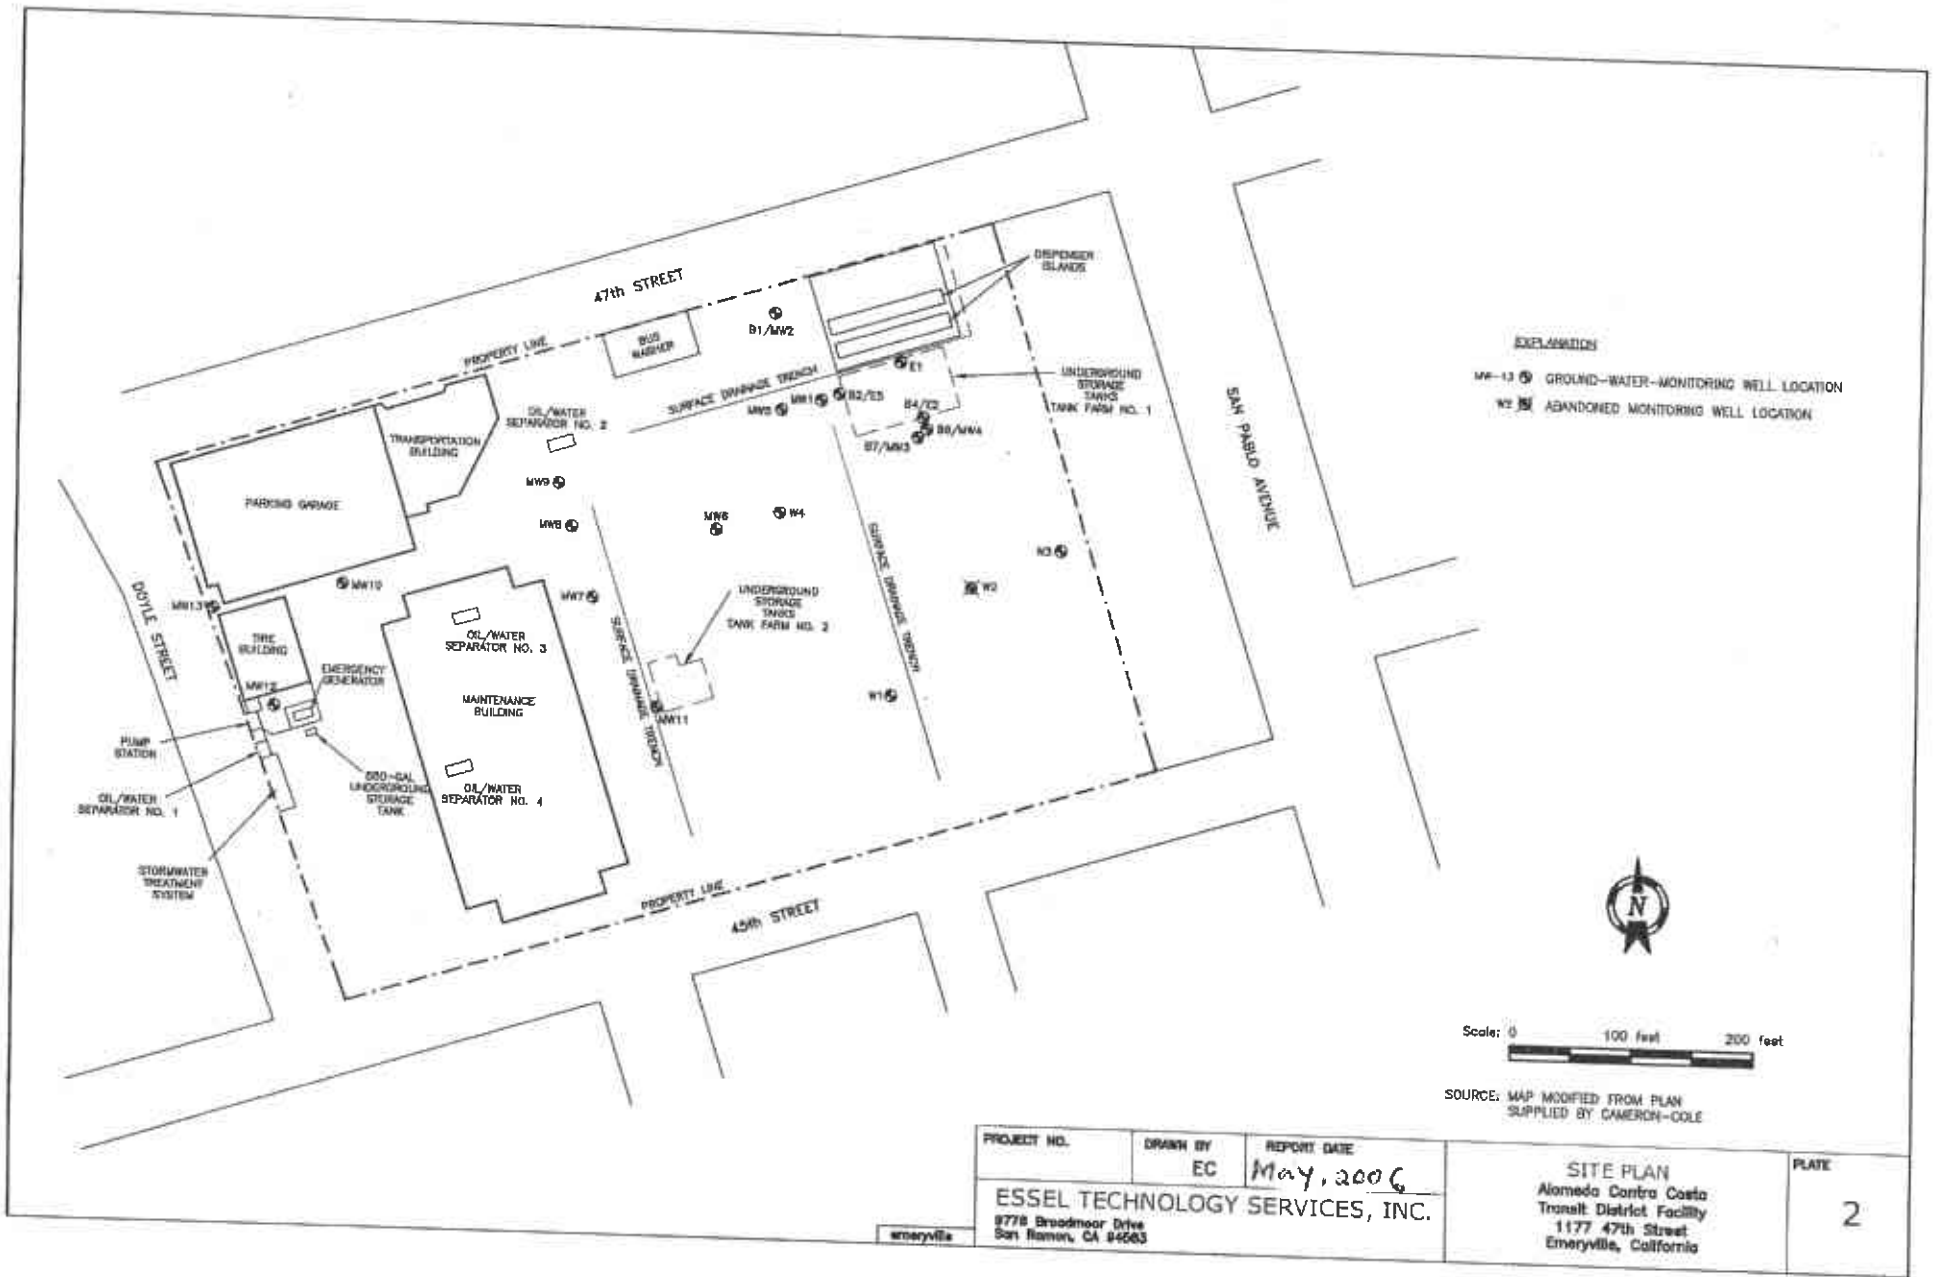 47th STREET
DISPENSER
ISLANDS
B1/MW2
BUS
WASHER
PROPERTY LINE
EXPLANATION
MW-13 GROUND-WATER-MONITORING WELL LOCATION
W2 ABANDONED MONITORING WELL LOCATION
SURFACE DRAINAGE TRENCH
E1
UNDERGROUND
STORAGE
TANKS
TANK FARM NO. 1
MW5
MW1
B2/E5
B4/E2
B6/MW4
B7/MW3
OIL/WATER
SEPARATOR NO. 2
TRANSPORTATION
BUILDING
PARKING GARAGE
MW9
MW8
MW6
W4
SAN PABLO AVENUE
SURFACE DRAINAGE TRENCH
W3
W2
MW10
MW13
MW7
UNDERGROUND
STORAGE
TANKS
TANK FARM NO. 2
DOYLE STREET
TIRE
BUILDING
OIL/WATER
SEPARATOR NO. 3
SURFACE DRAINAGE TRENCH
EMERGENCY
GENERATOR
MW12
MAINTENANCE
BUILDING
W1
MW11
PUMP
STATION
UNDERGROUND
STORAGE
TANK
OIL/WATER
SEPARATOR NO. 1
OIL/WATER
SEPARATOR NO. 4
STORMWATER
TREATMENT
SYSTEM
PROPERTY LINE
45th STREET
N
Scale: 0 100 feet 200 feet
SOURCE: MAP MODIFIED FROM PLAN
SUPPLIED BY CAMERON-COLE
PROJECT NO.
DRAWN BY
EC
REPORT DATE
May, 2006
ESSEL TECHNOLOGY SERVICES, INC.
9778 Broadmoor Drive
San Ramon, CA 94583
emeryville
SITE PLAN
Alameda Contra Costa
Transit District Facility
1177 47th Street
Emeryville, California
PLATE
2